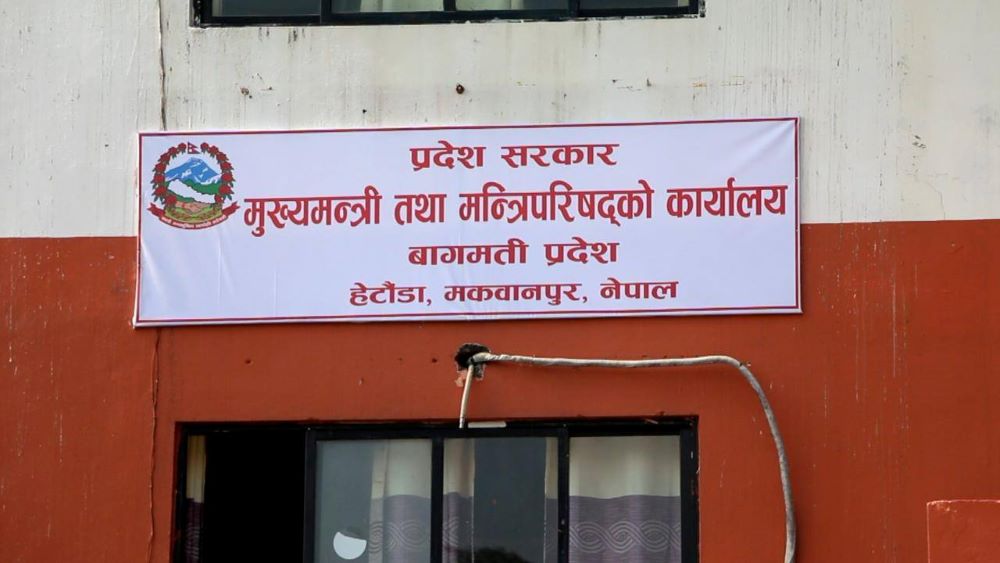 प्रदेश सरकार
मुख्यमन्त्री तथा मन्त्रिपरिषद्को कार्यालय
बागमती प्रदेश
हेटौंडा, मकवानपुर, नेपाल